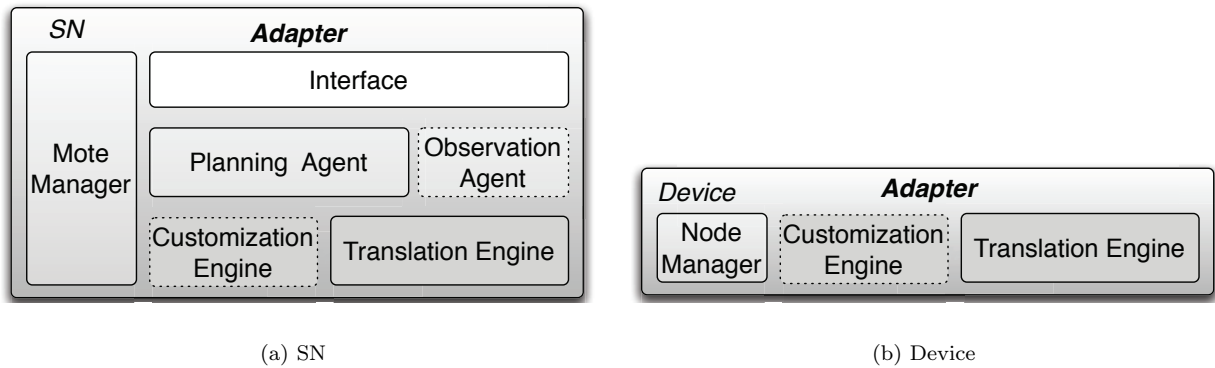 SN
Adapter
Interface
Mote
Manager
Planning Agent
Observation
Agent
Customization
Engine
Translation Engine
(a) SN
Device
Adapter
Node
Manager
Customization
Engine
Translation Engine
(b) Device